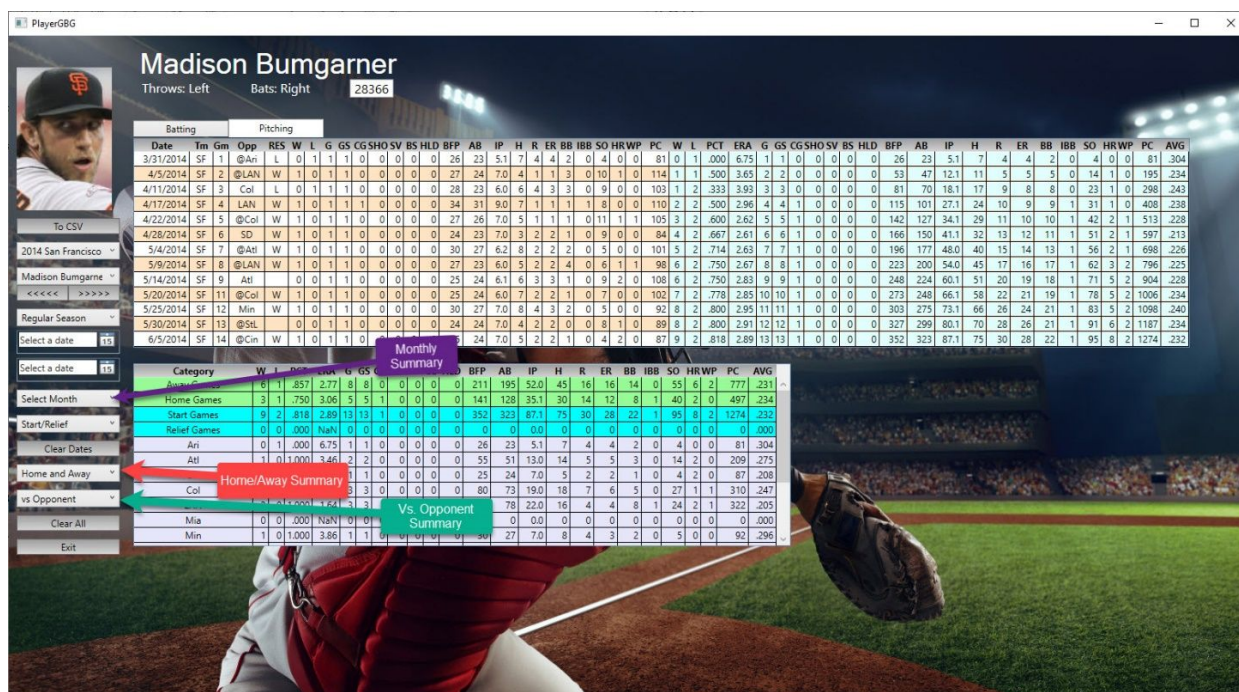 PlayerGBG
Madison Bumgarner
Throws: Left Bats: Right 28366
Batting Pitching
Date Tm Gm Opp RES W L G GS CG SHO SV BS HLD BFP AB IP H R ER BB IBB SO HR WP PC W L PCT ERA G GS CG SHO SV BS HLD BFP AB IP H R ER BB IBB SO HR WP PC AVG
3/31/2014 SF 1 @Ari L 0 1 1 1 0 0 0 0 0 26 23 5.1 7 4 4 2 0 4 0 0 81 0 1 .000 6.75 1 1 0 0 0 0 0 26 23 5.1 7 4 4 2 0 4 0 0 81 .304
4/5/2014 SF 2 @LAN W 1 0 1 1 0 0 0 0 0 27 24 7.0 4 1 1 3 0 10 1 0 114 1 1 .500 3.65 2 2 0 0 0 0 0 53 47 12.1 11 5 5 5 0 14 1 0 195 .234
4/11/2014 SF 3 Col L 0 1 1 1 0 0 0 0 0 28 23 6.0 6 4 3 3 0 9 0 0 103 1 2 .333 3.93 3 3 0 0 0 0 0 81 70 18.1 17 9 8 8 0 23 1 0 298 .243
4/17/2014 SF 4 LAN W 1 0 1 1 0 0 0 0 0 34 31 9.0 7 1 1 1 1 8 0 0 110 2 2 .500 2.96 4 4 1 0 0 0 0 115 101 27.1 24 10 9 9 1 31 1 0 408 .238
4/22/2014 SF 5 @Col W 1 0 1 1 0 0 0 0 0 27 26 7.0 5 1 1 1 0 11 1 1 105 3 2 .600 2.62 5 5 1 0 0 0 0 142 127 34.1 29 11 10 10 1 42 2 1 513 .228
4/28/2014 SF 6 SD W 1 0 1 1 0 0 0 0 0 24 23 7.0 3 2 2 1 0 9 0 0 84 4 2 .667 2.61 6 6 1 0 0 0 0 166 150 41.1 32 13 12 11 1 51 2 1 597 .213
5/4/2014 SF 7 @Atl W 1 0 1 1 0 0 0 0 0 30 27 6.2 8 2 2 2 0 5 0 0 101 5 2 .714 2.63 7 7 1 0 0 0 0 196 177 48.0 40 15 14 13 1 56 2 1 698 .226
5/9/2014 SF 8 @LAN W 1 0 1 1 0 0 0 0 0 27 23 6.0 5 2 2 4 0 6 1 1 98 6 2 .750 2.67 8 8 1 0 0 0 0 223 200 54.0 45 17 16 17 1 62 3 2 796 .225
5/14/2014 SF 9 Atl 0 0 1 1 0 0 0 0 0 25 24 6.1 6 3 3 1 0 9 2 0 108 6 2 .750 2.83 9 9 1 0 0 0 0 248 224 60.1 51 20 19 18 1 71 5 2 904 .228
5/20/2014 SF 11 @Col W 1 0 1 1 0 0 0 0 0 25 24 6.0 7 2 2 1 0 7 0 0 102 7 2 .778 2.85 10 10 1 0 0 0 0 273 248 66.1 58 22 21 19 1 78 5 2 1006 .234
5/25/2014 SF 12 Min W 1 0 1 1 0 0 0 0 0 30 27 7.0 8 4 3 2 0 5 0 0 92 8 2 .800 2.95 11 11 1 0 0 0 0 303 275 73.1 66 26 24 21 1 83 5 2 1098 .240
5/30/2014 SF 13 @StL 0 0 1 1 0 0 0 0 0 24 24 7.0 4 2 2 0 0 8 1 0 89 8 2 .800 2.91 12 12 1 0 0 0 0 327 299 80.1 70 28 26 21 1 91 6 2 1187 .234
6/5/2014 SF 14 @Cin W 1 0 1 1 0 24 7.0 5 2 2 1 0 4 2 0 87 9 2 .818 2.89 13 13 1 0 0 0 0 352 323 87.1 75 30 28 22 1 95 8 2 1274 .232
To CSV
2014 San Francisco
Madison Bumgarne
<<<<< >>>>>
Regular Season
Select a date 15
Select a date 15
Select Month
Start/Relief
Clear Dates
Home and Away
vs Opponent
Clear All
Exit
Monthly
Summary
Home/Away Summary
Vs. Opponent
Summary
Category W L PCT ERA G GS BFP AB IP H R ER BB IBB SO HR WP PC AVG
Away Games 6 1 .857 2.77 8 8 0 0 0 0 0 211 195 52.0 45 16 16 14 0 55 6 2 777 .231
Home Games 3 1 .750 3.06 5 5 1 0 0 0 0 141 128 35.1 30 14 12 8 1 40 2 0 497 .234
Start Games 9 2 .818 2.89 13 13 1 0 0 0 0 352 323 87.1 75 30 28 22 1 95 8 2 1274 .232
Relief Games 0 0 .000 NaN 0 0 0 0 0 0 0 0 0 0.0 0 0 0 0 0 0 0 0 0 .000
Ari 0 1 .000 6.75 1 1 0 0 0 0 0 26 23 5.1 7 4 4 2 0 4 0 0 81 .304
Atl 1 0 1.000 3.46 2 2 0 0 0 0 0 55 51 13.0 14 5 5 3 0 14 2 0 209 .275
1 1 0 0 0 0 0 25 24 7.0 5 2 2 1 0 4 2 0 87 .208
Col 3 3 0 0 0 0 0 80 73 19.0 18 7 6 5 0 27 1 1 310 .247
1.64 3 3 78 22.0 16 4 4 8 1 24 2 1 322 .205
Mia 0 0 .000 NaN 0 0 0 0.0 0 0 0 0 0 0 0 0 0 .000
Min 1 0 1.000 3.86 1 1 0 0 0 0 0 30 27 7.0 8 4 3 2 0 5 0 0 92 .296